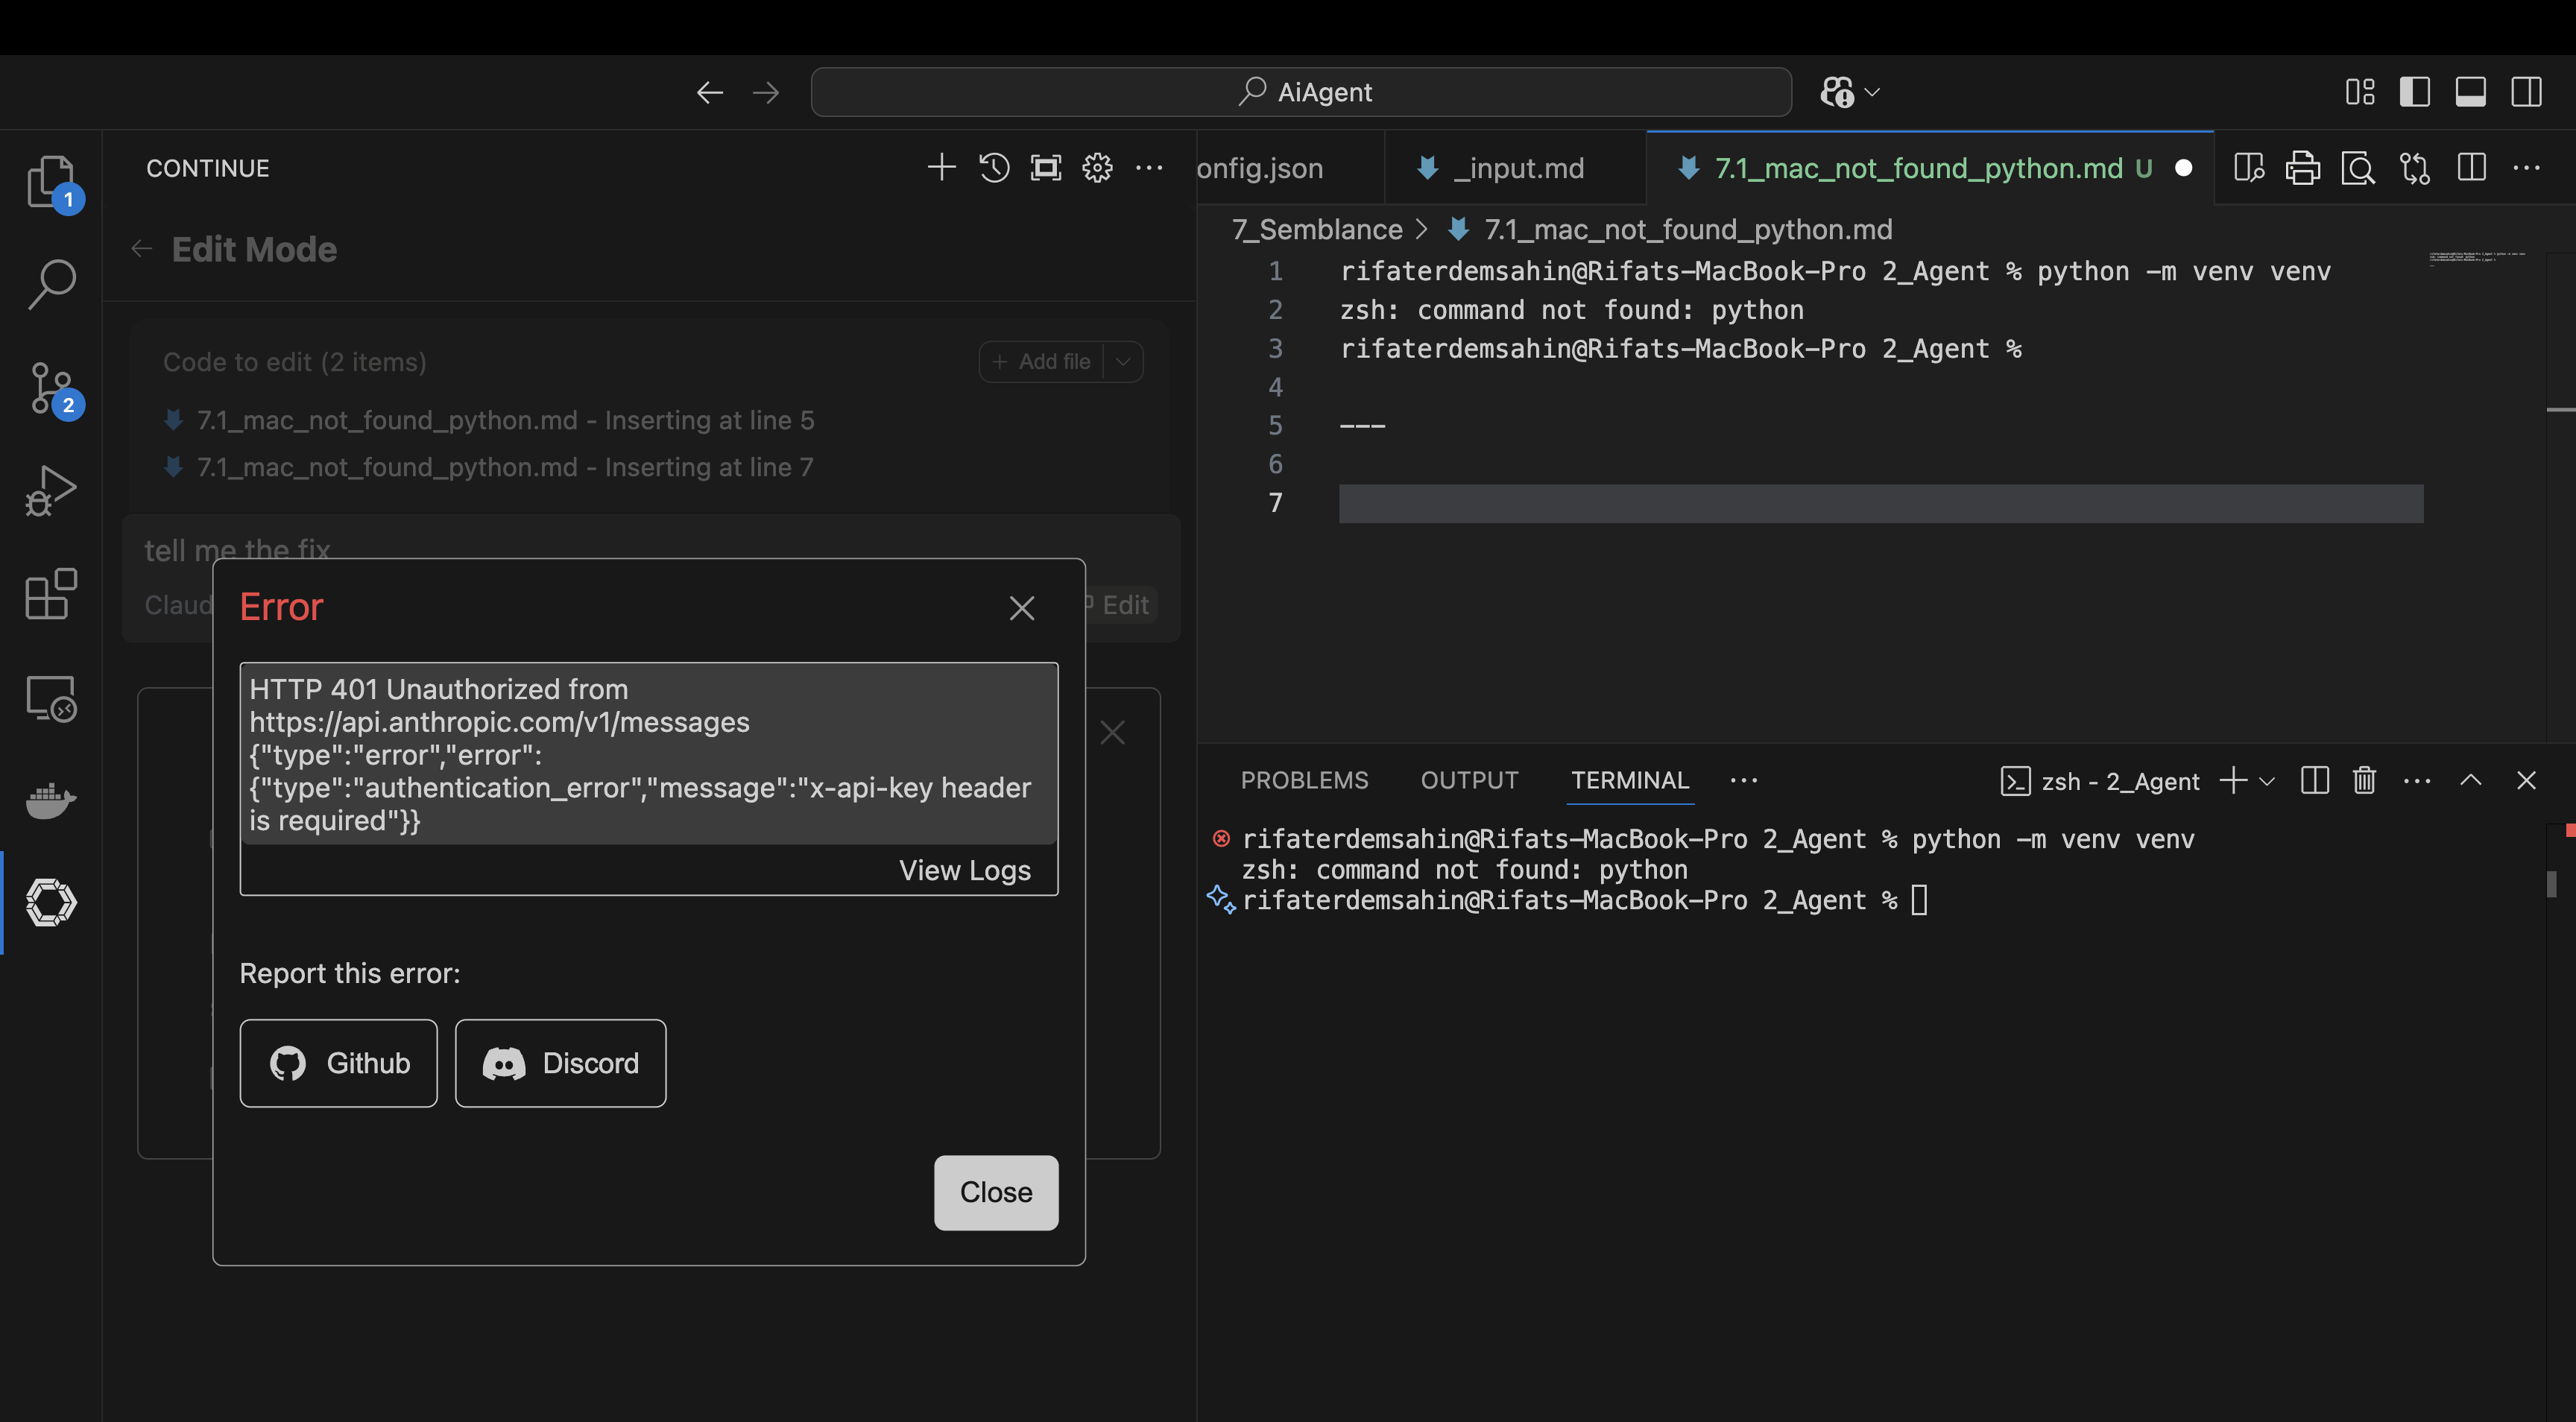 AiAgent
1
2
CONTINUE
Edit Mode
Code to edit (2 items)
Add file
7.1_mac_not_found_python.md - Inserting at line 5
7.1_mac_not_found_python.md - Inserting at line 7
tell me the fix
Claud
Edit
Error
HTTP 401 Unauthorized from
https://api.anthropic.com/v1/messages
{"type":"error","error":
{"type":"authentication_error","message":"x-api-key header
is required"}}
View Logs
Report this error:
Github
Discord
Close
onfig.json
_input.md
7.1_mac_not_found_python.md U
7_Semblance > 7.1_mac_not_found_python.md
1 rifaterdemsahin@Rifats-MacBook-Pro 2_Agent % python -m venv venv
2 zsh: command not found: python
3 rifaterdemsahin@Rifats-MacBook-Pro 2_Agent %
4
5 ---
6
7
PROBLEMS OUTPUT TERMINAL ···
zsh - 2_Agent
rifaterdemsahin@Rifats-MacBook-Pro 2_Agent % python -m venv venv
zsh: command not found: python
rifaterdemsahin@Rifats-MacBook-Pro 2_Agent %